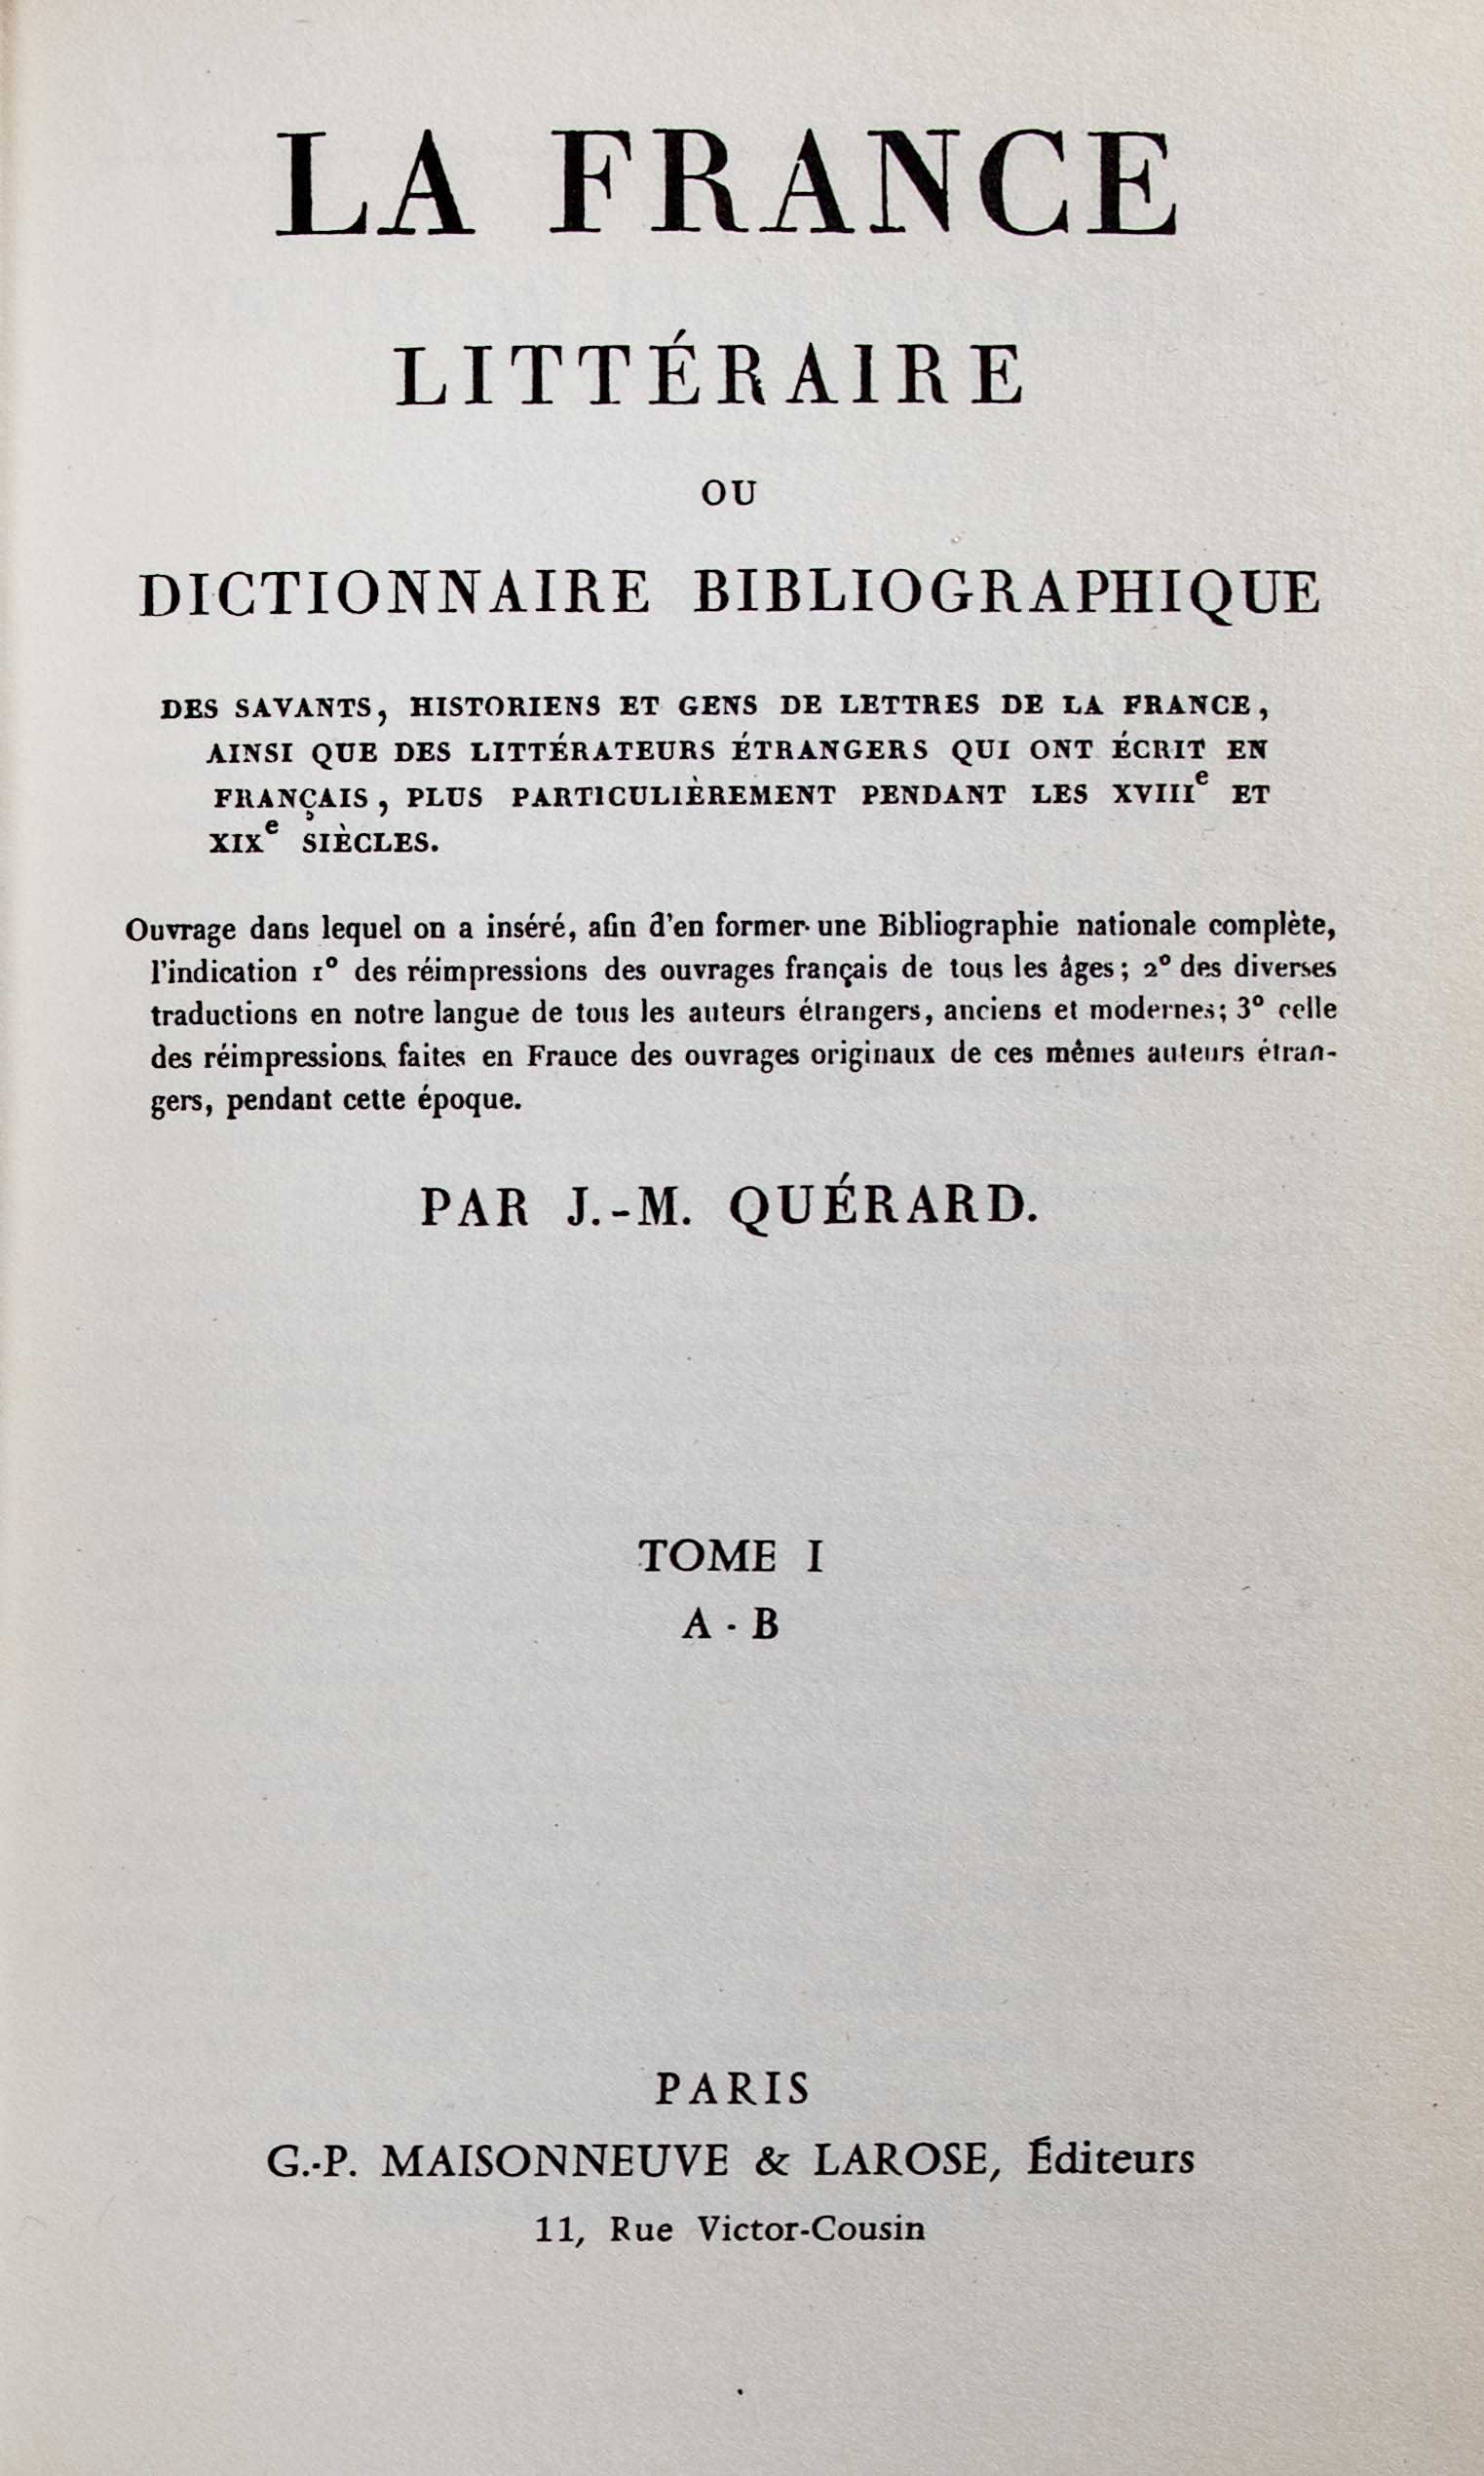 LA FRANCE
LITTÉRAIRE
OU
DICTIONNAIRE BIBLIOGRAPHIQUE
DES SAVANTS, HISTORIENS ET GENS DE LETTRES DE LA FRANCE,
AINSI QUE DES LITTÉRATEURS ÉTRANGERS QUI ONT ÉCRIT EN
FRANÇAIS, PLUS PARTICULIÈREMENT PENDANT LES XVIIIe ET
XIXe SIÈCLES.
Ouvrage dans lequel on a inséré, afin d'en former une Bibliographie nationale complète,
l'indication 1º des réimpressions des ouvrages français de tous les âges; 2º des diverses
traductions en notre langue de tous les auteurs étrangers, anciens et modernes; 3º celle
des réimpressions faites en France des ouvrages originaux de ces mêmes auteurs étran-
gers, pendant cette époque.
PAR J.-M. QUÉRARD.
TOME I
A - B
PARIS
G.-P. MAISONNEUVE & LAROSE, Éditeurs
11, Rue Victor-Cousin